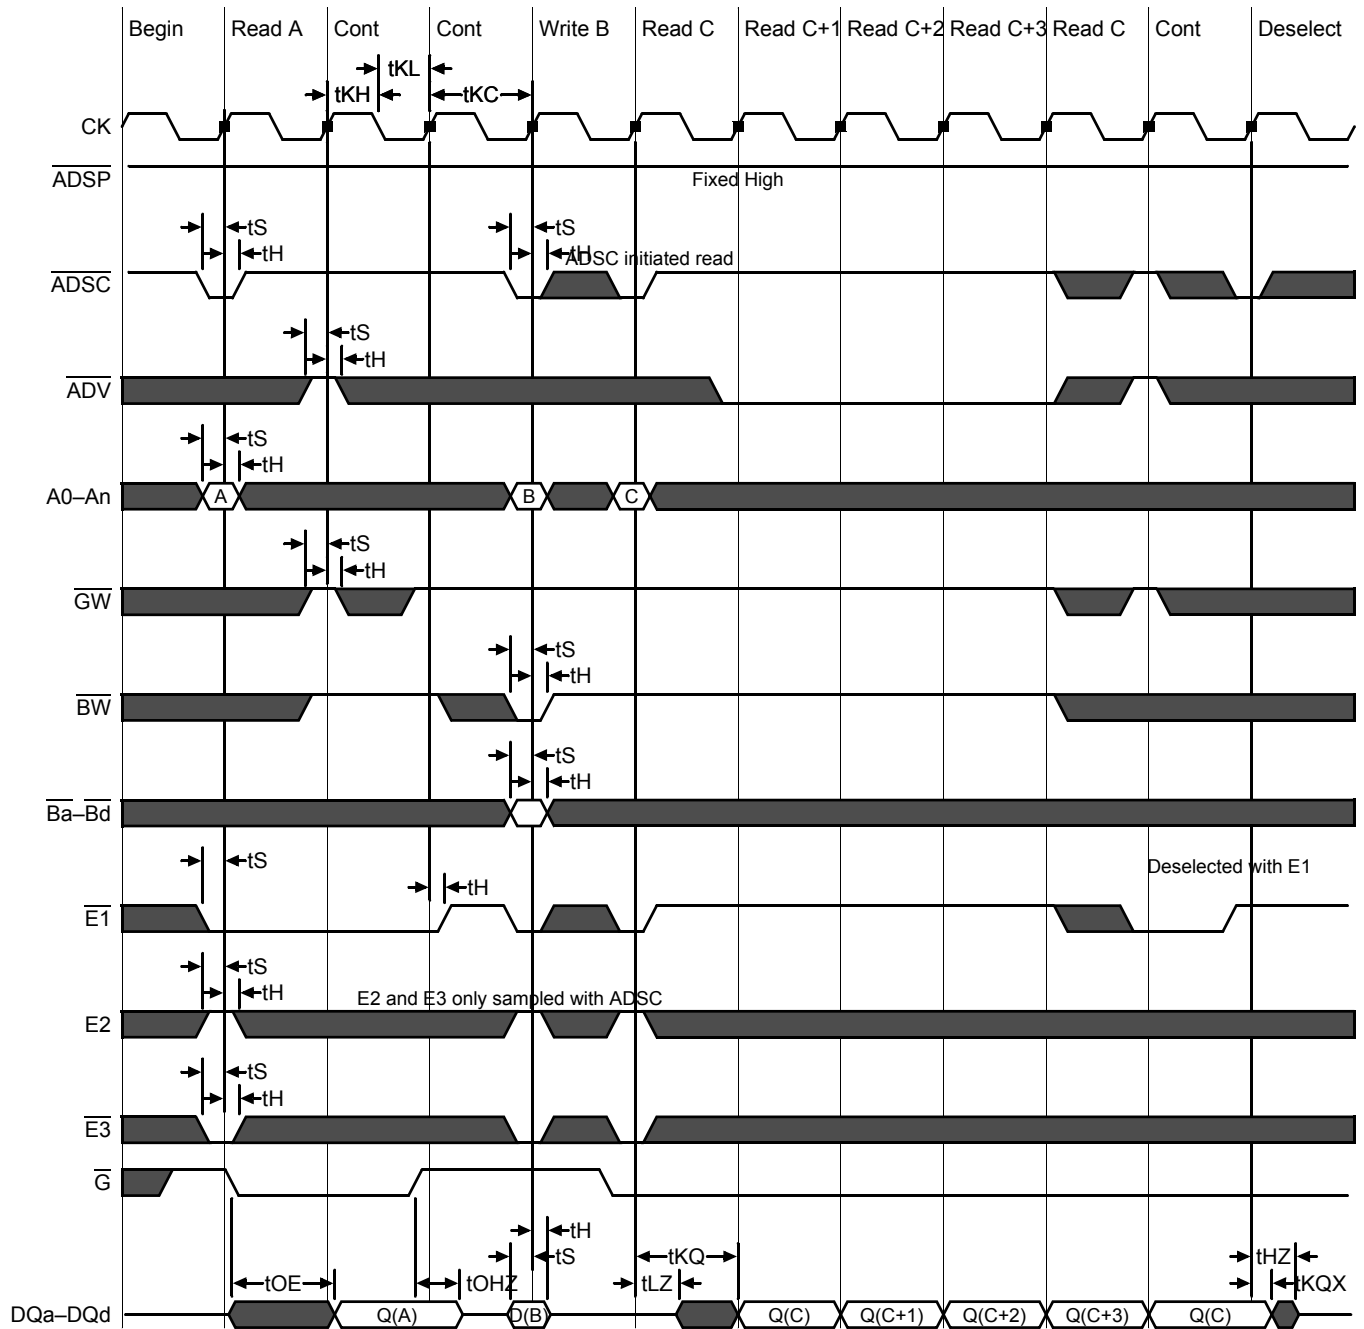 Begin Read A Cont Cont Write B Read C Read C+1 Read C+2 Read C+3 Read C Cont Deselect
tKL
tKH tKC
CK
ADSP
Fixed High
tS tS
tH tH
ADSC initiated read
ADSC
tS
tH
ADV
tS
tH
A0–An A B C
tS
tH
GW
tS
tH
BW
tS
tH
Ba–Bd
tS
Deselected with E1
tH
E1
tS
tH
E2 and E3 only sampled with ADSC
E2
tS
tH
E3
G
tH
tS tKQ tHZ
tOE tOHZ tLZ tKQX
DQa–DQd Q(A) D(B) Q(C) Q(C+1) Q(C+2) Q(C+3) Q(C)